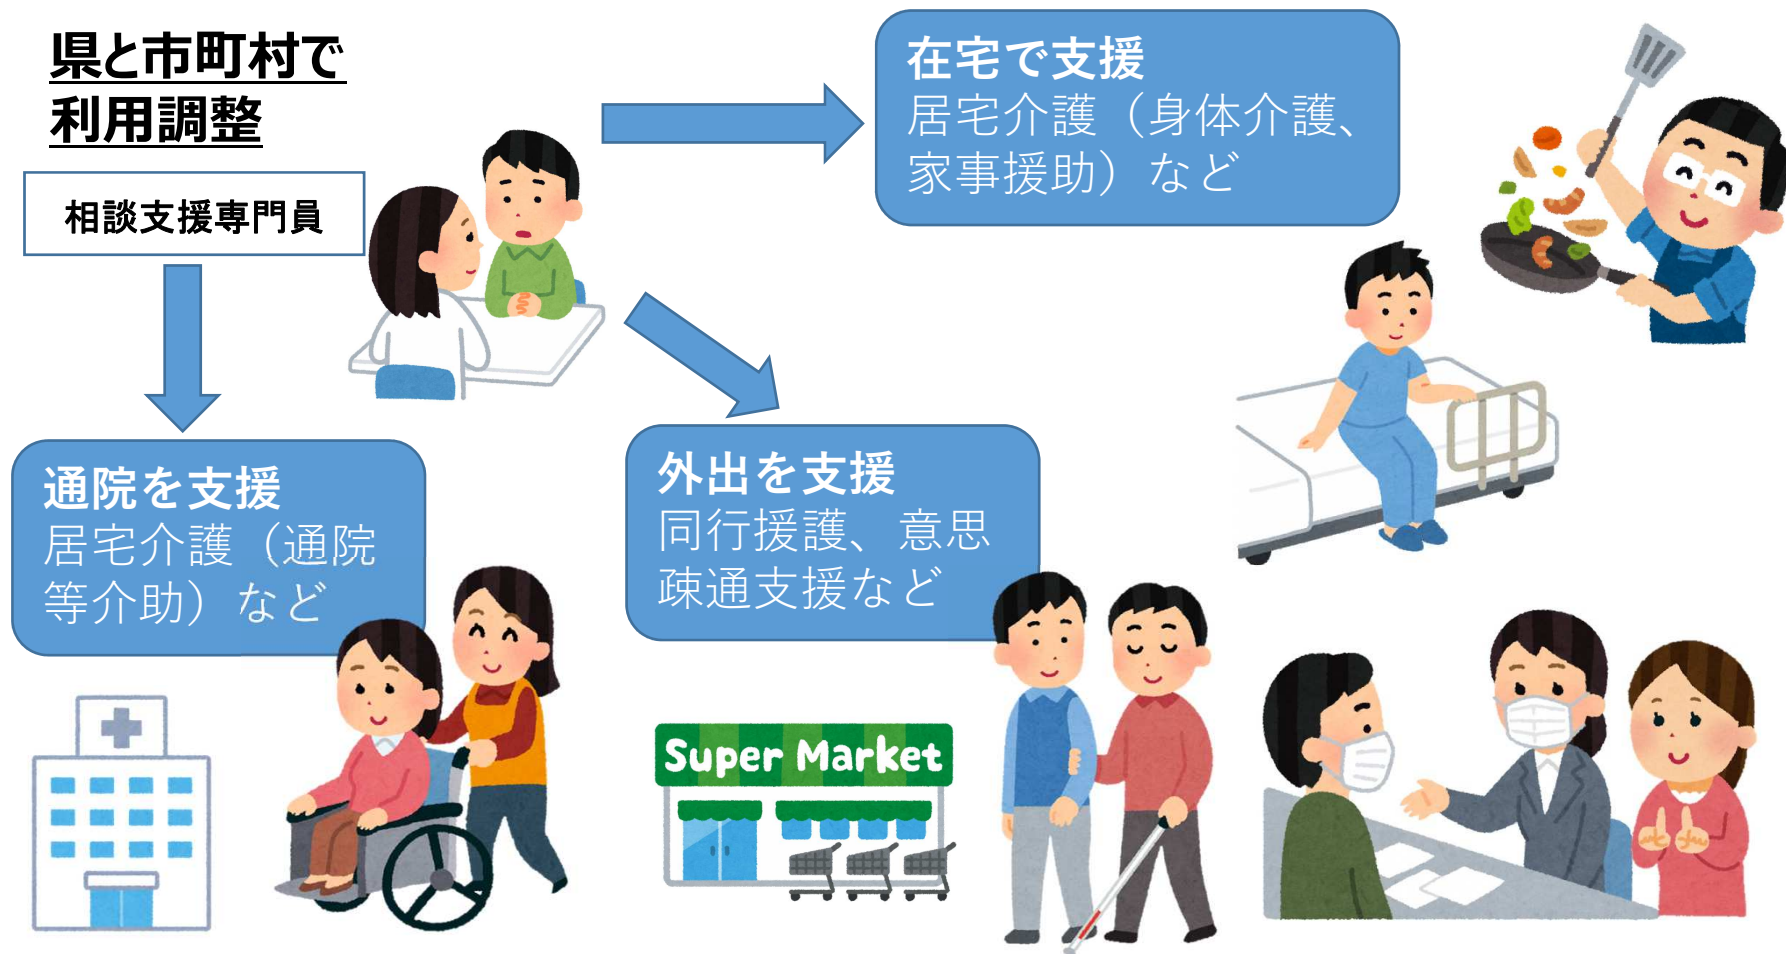 県と市町村で
利用調整
相談支援専門員
在宅で支援
居宅介護（身体介護、
家事援助）など
通院を支援
居宅介護（通院
等介助）など
外出を支援
同行援護、意思
疎通支援など
Super Market